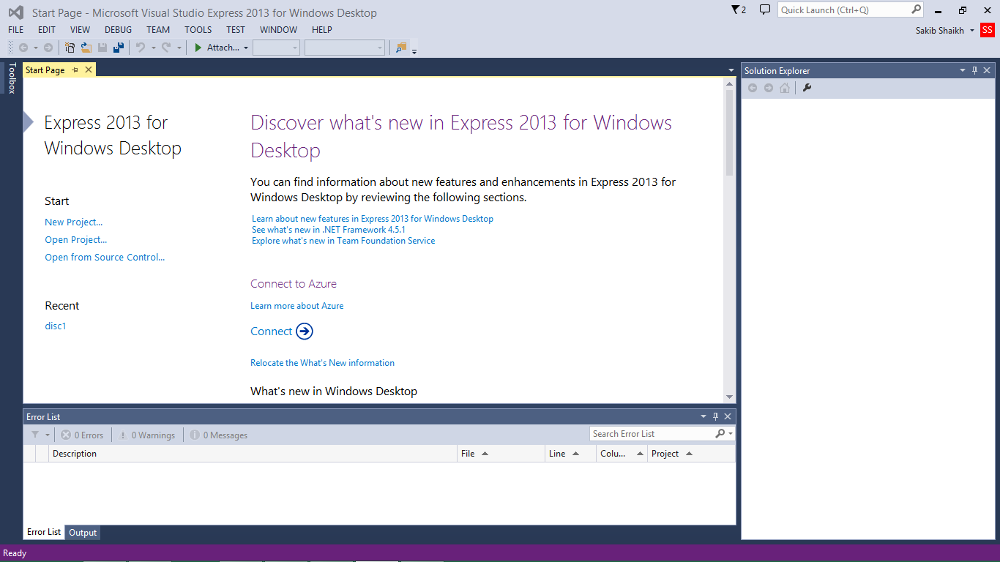 Start Page - Microsoft Visual Studio Express 2013 for Windows Desktop
2
Quick Launch (Ctrl+Q)
FILE EDIT VIEW DEBUG TEAM TOOLS TEST WINDOW HELP
Sakib Shaikh
SS
Attach...
Toolbox
Start Page
Express 2013 for
Windows Desktop
Start
New Project...
Open Project...
Open from Source Control...
Recent
disc1
Discover what's new in Express 2013 for Windows
Desktop
You can find information about new features and enhancements in Express 2013 for
Windows Desktop by reviewing the following sections.
Learn about new features in Express 2013 for Windows Desktop
See what's new in .NET Framework 4.5.1
Explore what's new in Team Foundation Service
Connect to Azure
Learn more about Azure
Connect
Relocate the What's New information
What's new in Windows Desktop
Solution Explorer
Error List
0 Errors 0 Warnings 0 Messages
Search Error List
Description File Line Colu... Project
Error List Output
Ready